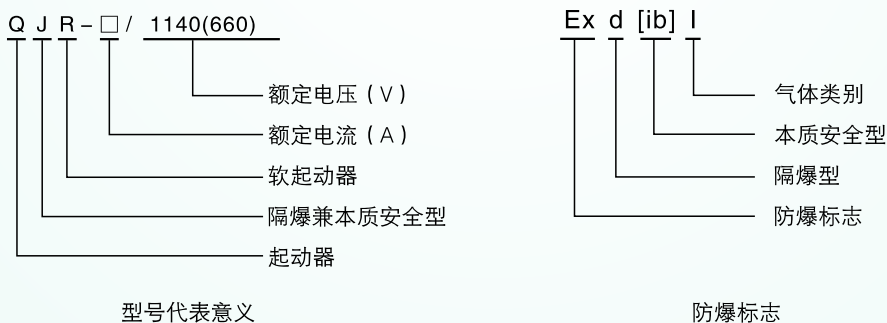 QJR-□/ 1140(660)
额定电压(V)
额定电流(A)
软起动器
隔爆兼本质安全型
起动器
型号代表意义
Ex d [ib] I
气体类别
本质安全型
隔爆型
防爆标志
防爆标志